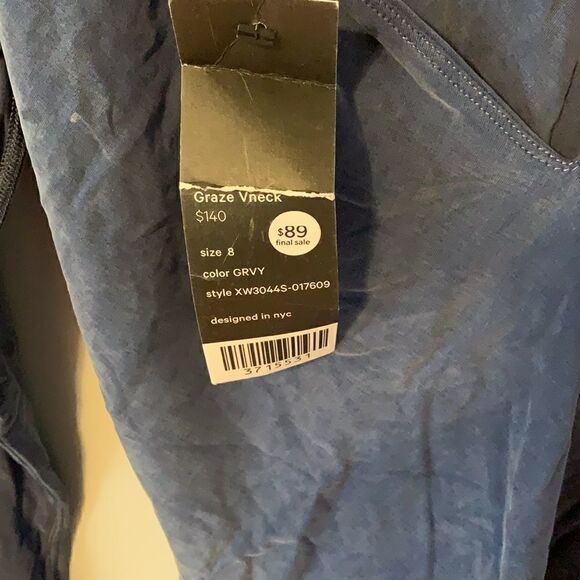 Graze Vneck
$140
$89
final sale
size 8
color GRVY
style XW3044S-017609
designed in nyc
3715531